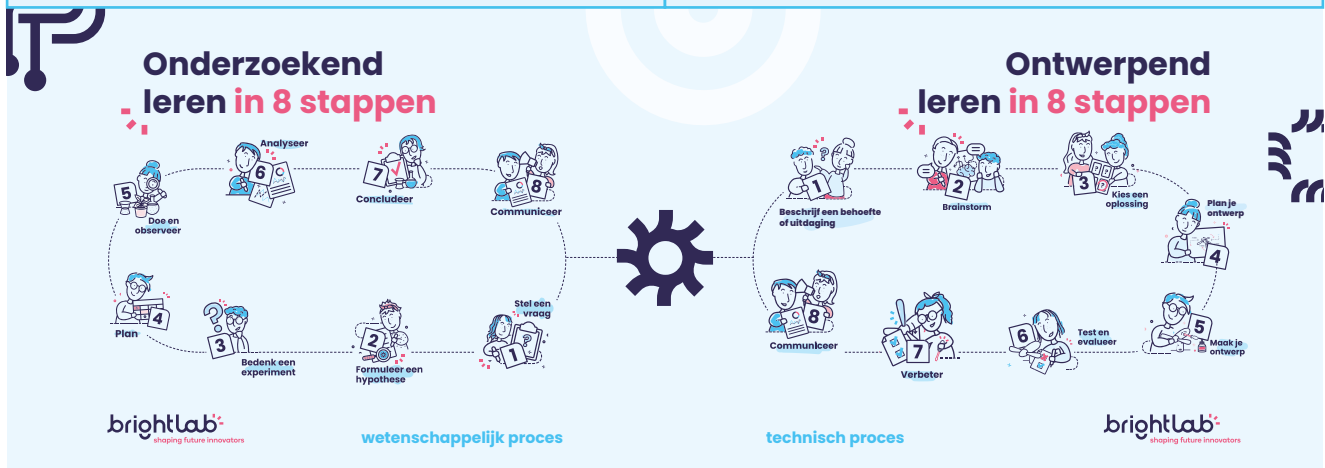 Onderzoekend
leren in 8 stappen
5
Doe en
observeer
6
Analyseer
7
Concludeer
8
Communiceer
4
Plan
3
Bedenk een
experiment
2
Formuleer een
hypothese
Stel een
vraag
1
brightlab
shaping future innovators
wetenschappelijk proces
Ontwerpend
leren in 8 stappen
1
Beschrijf een behoefte
of uitdaging
2
Brainstorm
3
Kies een
oplossing
Plan je
ontwerp
4
8
Communiceer
7
Verbeter
6
Test en
evalueer
5
Maak je
ontwerp
technisch proces
brightlab
shaping future innovators